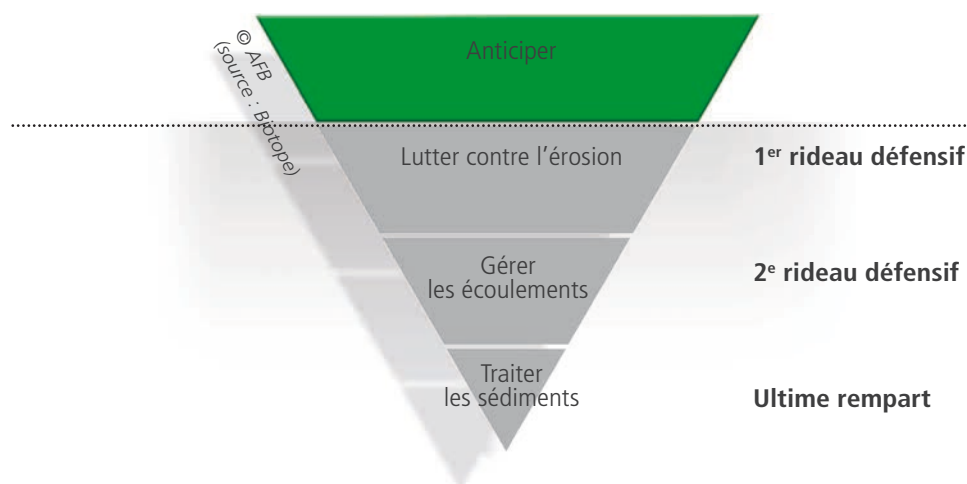 Anticiper
© AFB
(source : Biotope)
Lutter contre l'érosion
1er rideau défensif
Gérer
les écoulements
2e rideau défensif
Traiter
les sédiments
Ultime rempart